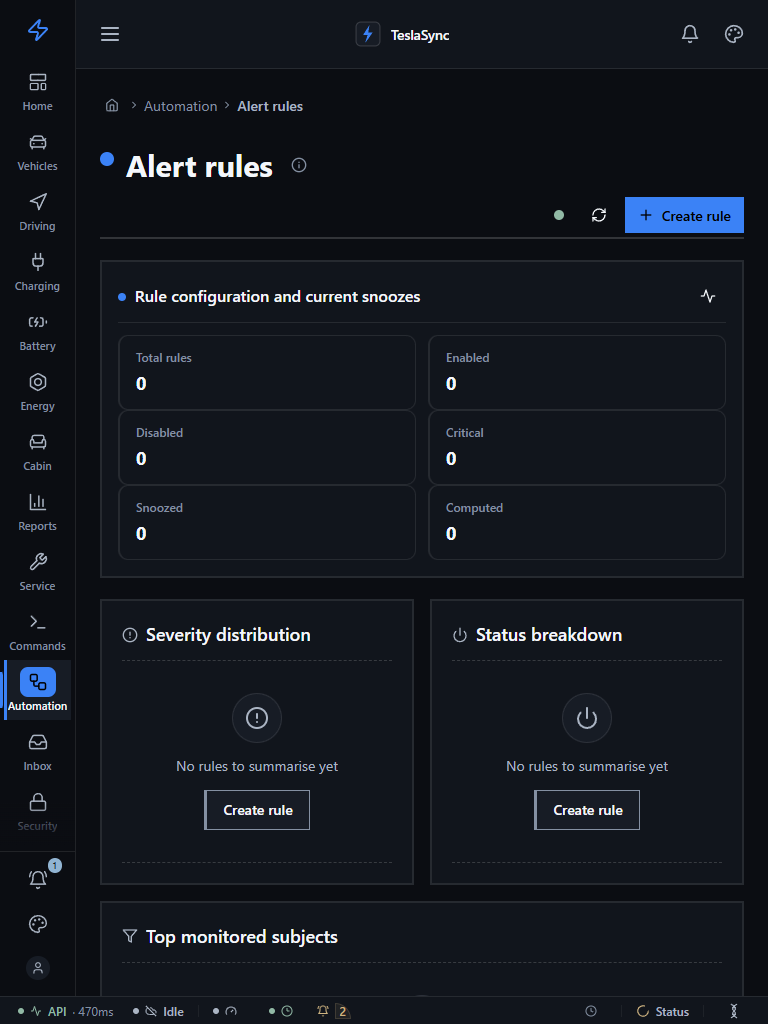 TeslaSync
Home
Vehicles
Driving
Charging
Battery
Energy
Cabin
Reports
Service
Commands
Automation
Inbox
Security
1
Automation
Alert rules
Alert rules
Create rule
Rule configuration and current snoozes
Total rules
0
Enabled
0
Disabled
0
Critical
0
Snoozed
0
Computed
0
Severity distribution
No rules to summarise yet
Create rule
Status breakdown
No rules to summarise yet
Create rule
Top monitored subjects
API · 470ms
Idle
2
Status